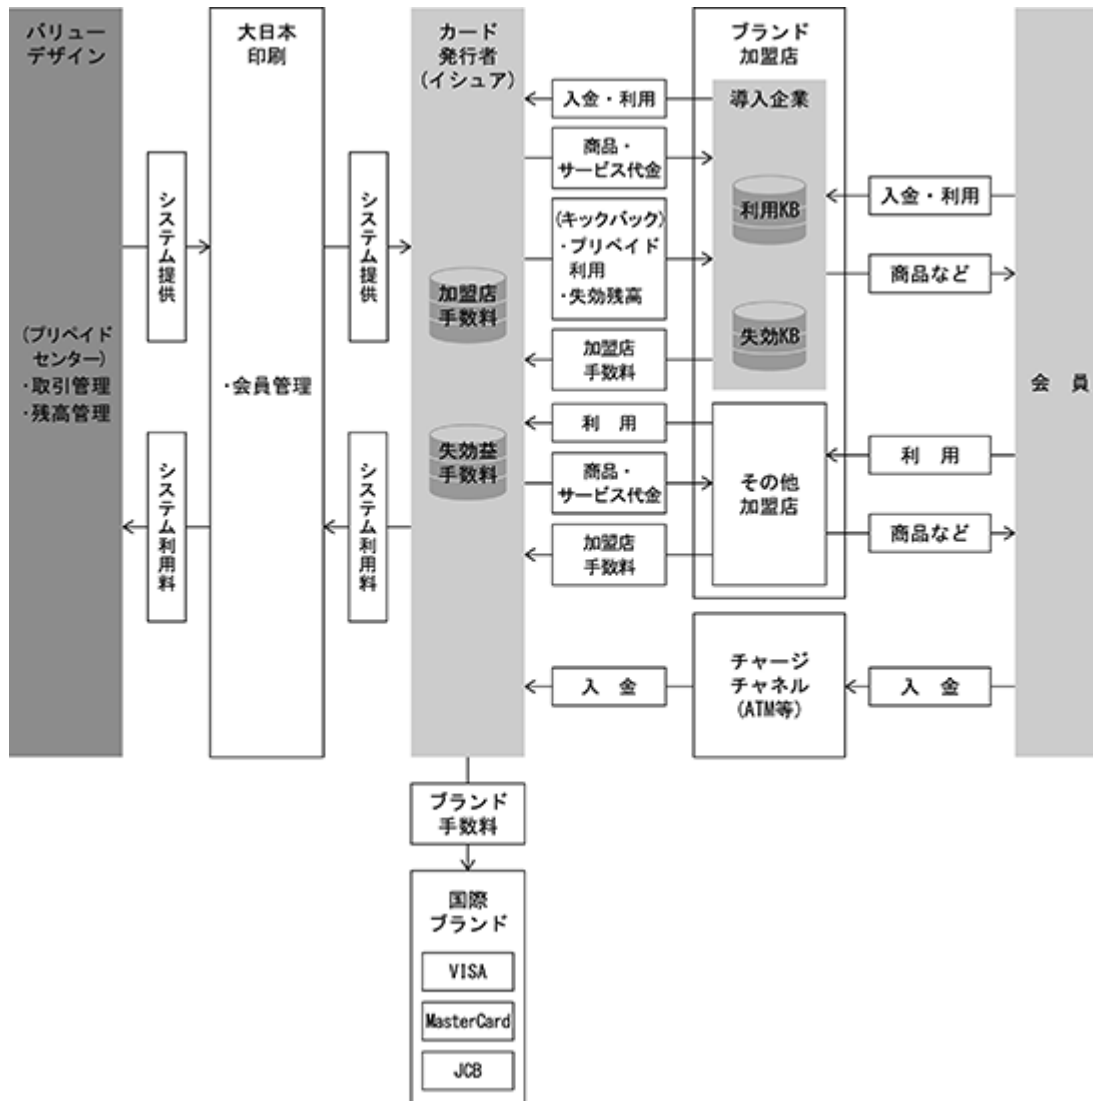 バリュー
デザイン
(プリペイド
センター)
・取引管理
・残高管理
システム提供
システム利用料
大日本
印刷
・会員管理
システム提供
システム利用料
カード
発行者
(イシュア)
加盟店
手数料
失効益
手数料
入金・利用
商品・
サービス代金
(キックバック)
・プリペイド
利用
・失効残高
加盟店
手数料
利　用
商品・
サービス代金
加盟店
手数料
入　金
ブランド
加盟店
導入企業
利用KB
失効KB
その他
加盟店
チャージ
チャネル
(ATM等)
入金・利用
商品など
利　用
商品など
入　金
会　員
ブランド
手数料
国際
ブランド
VISA
MasterCard
JCB